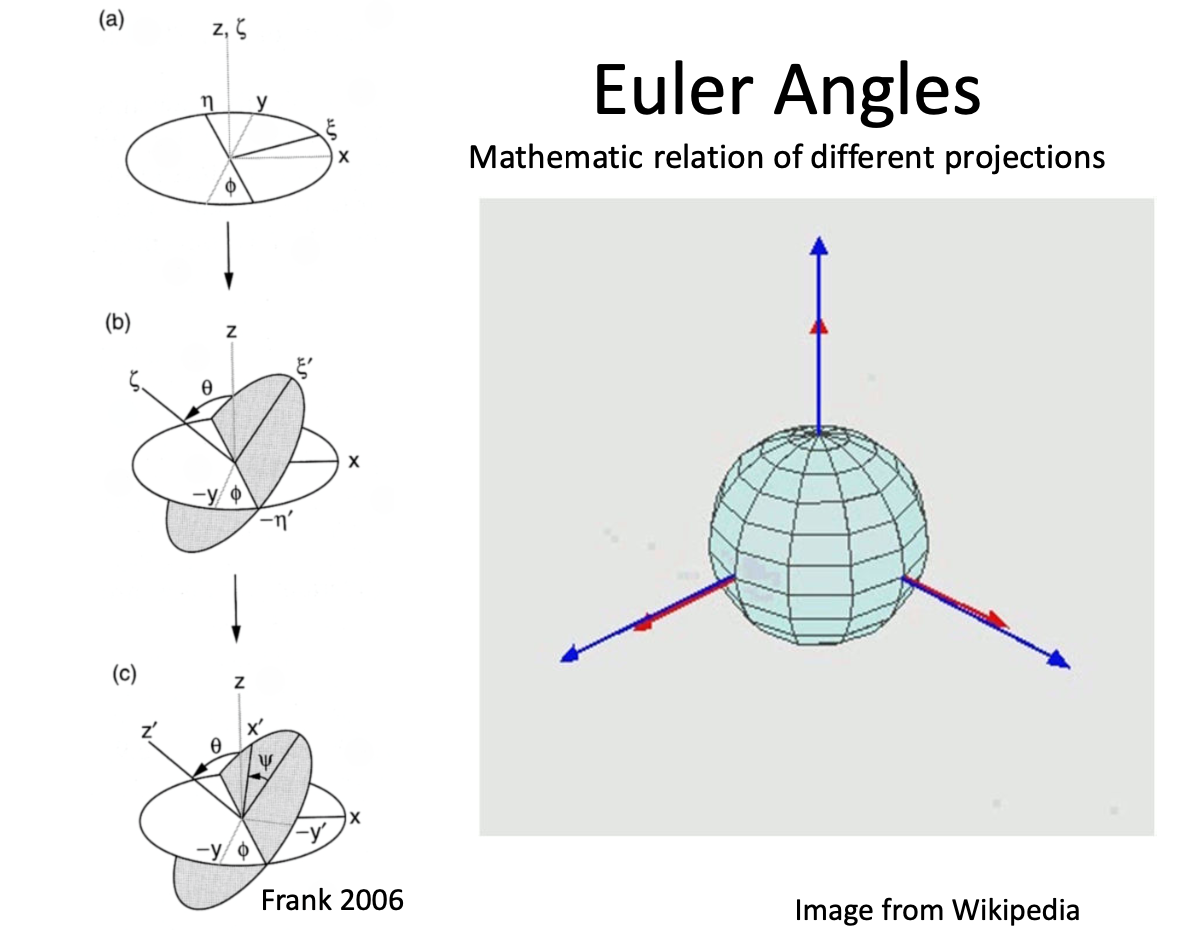 (a)
z, ζ
η
y
ξ
x
ϕ
Euler Angles
Mathematic relation of different projections
(b)
z
ζ
θ
ξ′
x
−y
ϕ
−η′
(c)
z
z′
θ
x′
ψ
x
−y′
−y
ϕ
Frank 2006
Image from Wikipedia